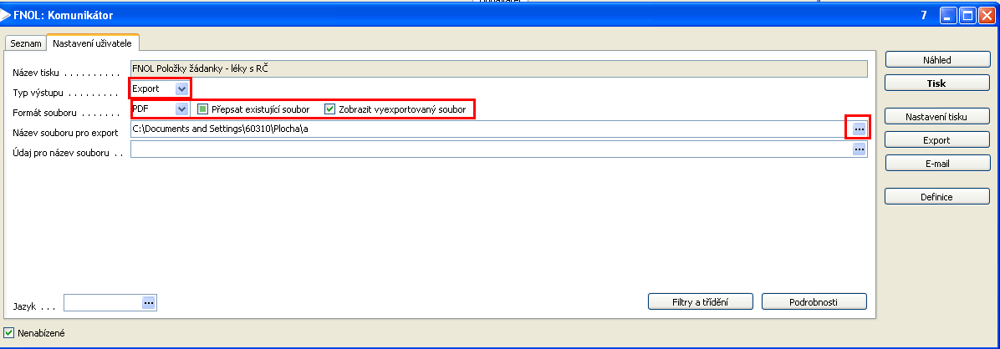 FNOL: Komunikátor 7
Seznam Nastavení uživatele
Název tisku . . . . . . . . . . FNOL Položky žádanky - léky s RČ
Typ výstupu . . . . . . . . . Export
Formát souboru . . . . . . . PDF Přepsat existující soubor Zobrazit vyexportovaný soubor
Název souboru pro export C:\Documents and Settings\60310\Plocha\a ...
Údaj pro název souboru . . ...
Jazyk . . . ...
Filtry a třídění Podrobnosti
Náhled
Tisk
Nastavení tisku
Export
E-mail
Definice
Nenabízené